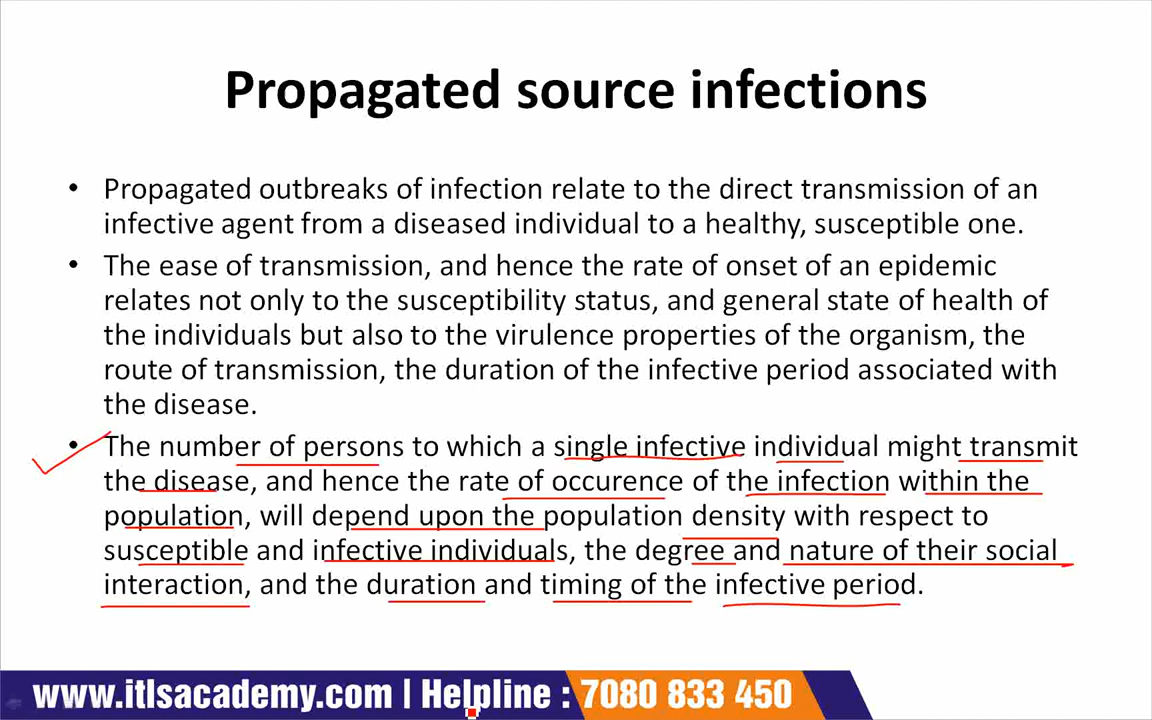 Propagated source infections
• Propagated outbreaks of infection relate to the direct transmission of an
infective agent from a diseased individual to a healthy, susceptible one.
• The ease of transmission, and hence the rate of onset of an epidemic
relates not only to the susceptibility status, and general state of health of
the individuals but also to the virulence properties of the organism, the
route of transmission, the duration of the infective period associated with
the disease.
• The number of persons to which a single infective individual might transmit
the disease, and hence the rate of occurence of the infection within the
population, will depend upon the population density with respect to
susceptible and infective individuals, the degree and nature of their social
interaction, and the duration and timing of the infective period.
www.itlsacademy.com | Helpline : 7080 833 450